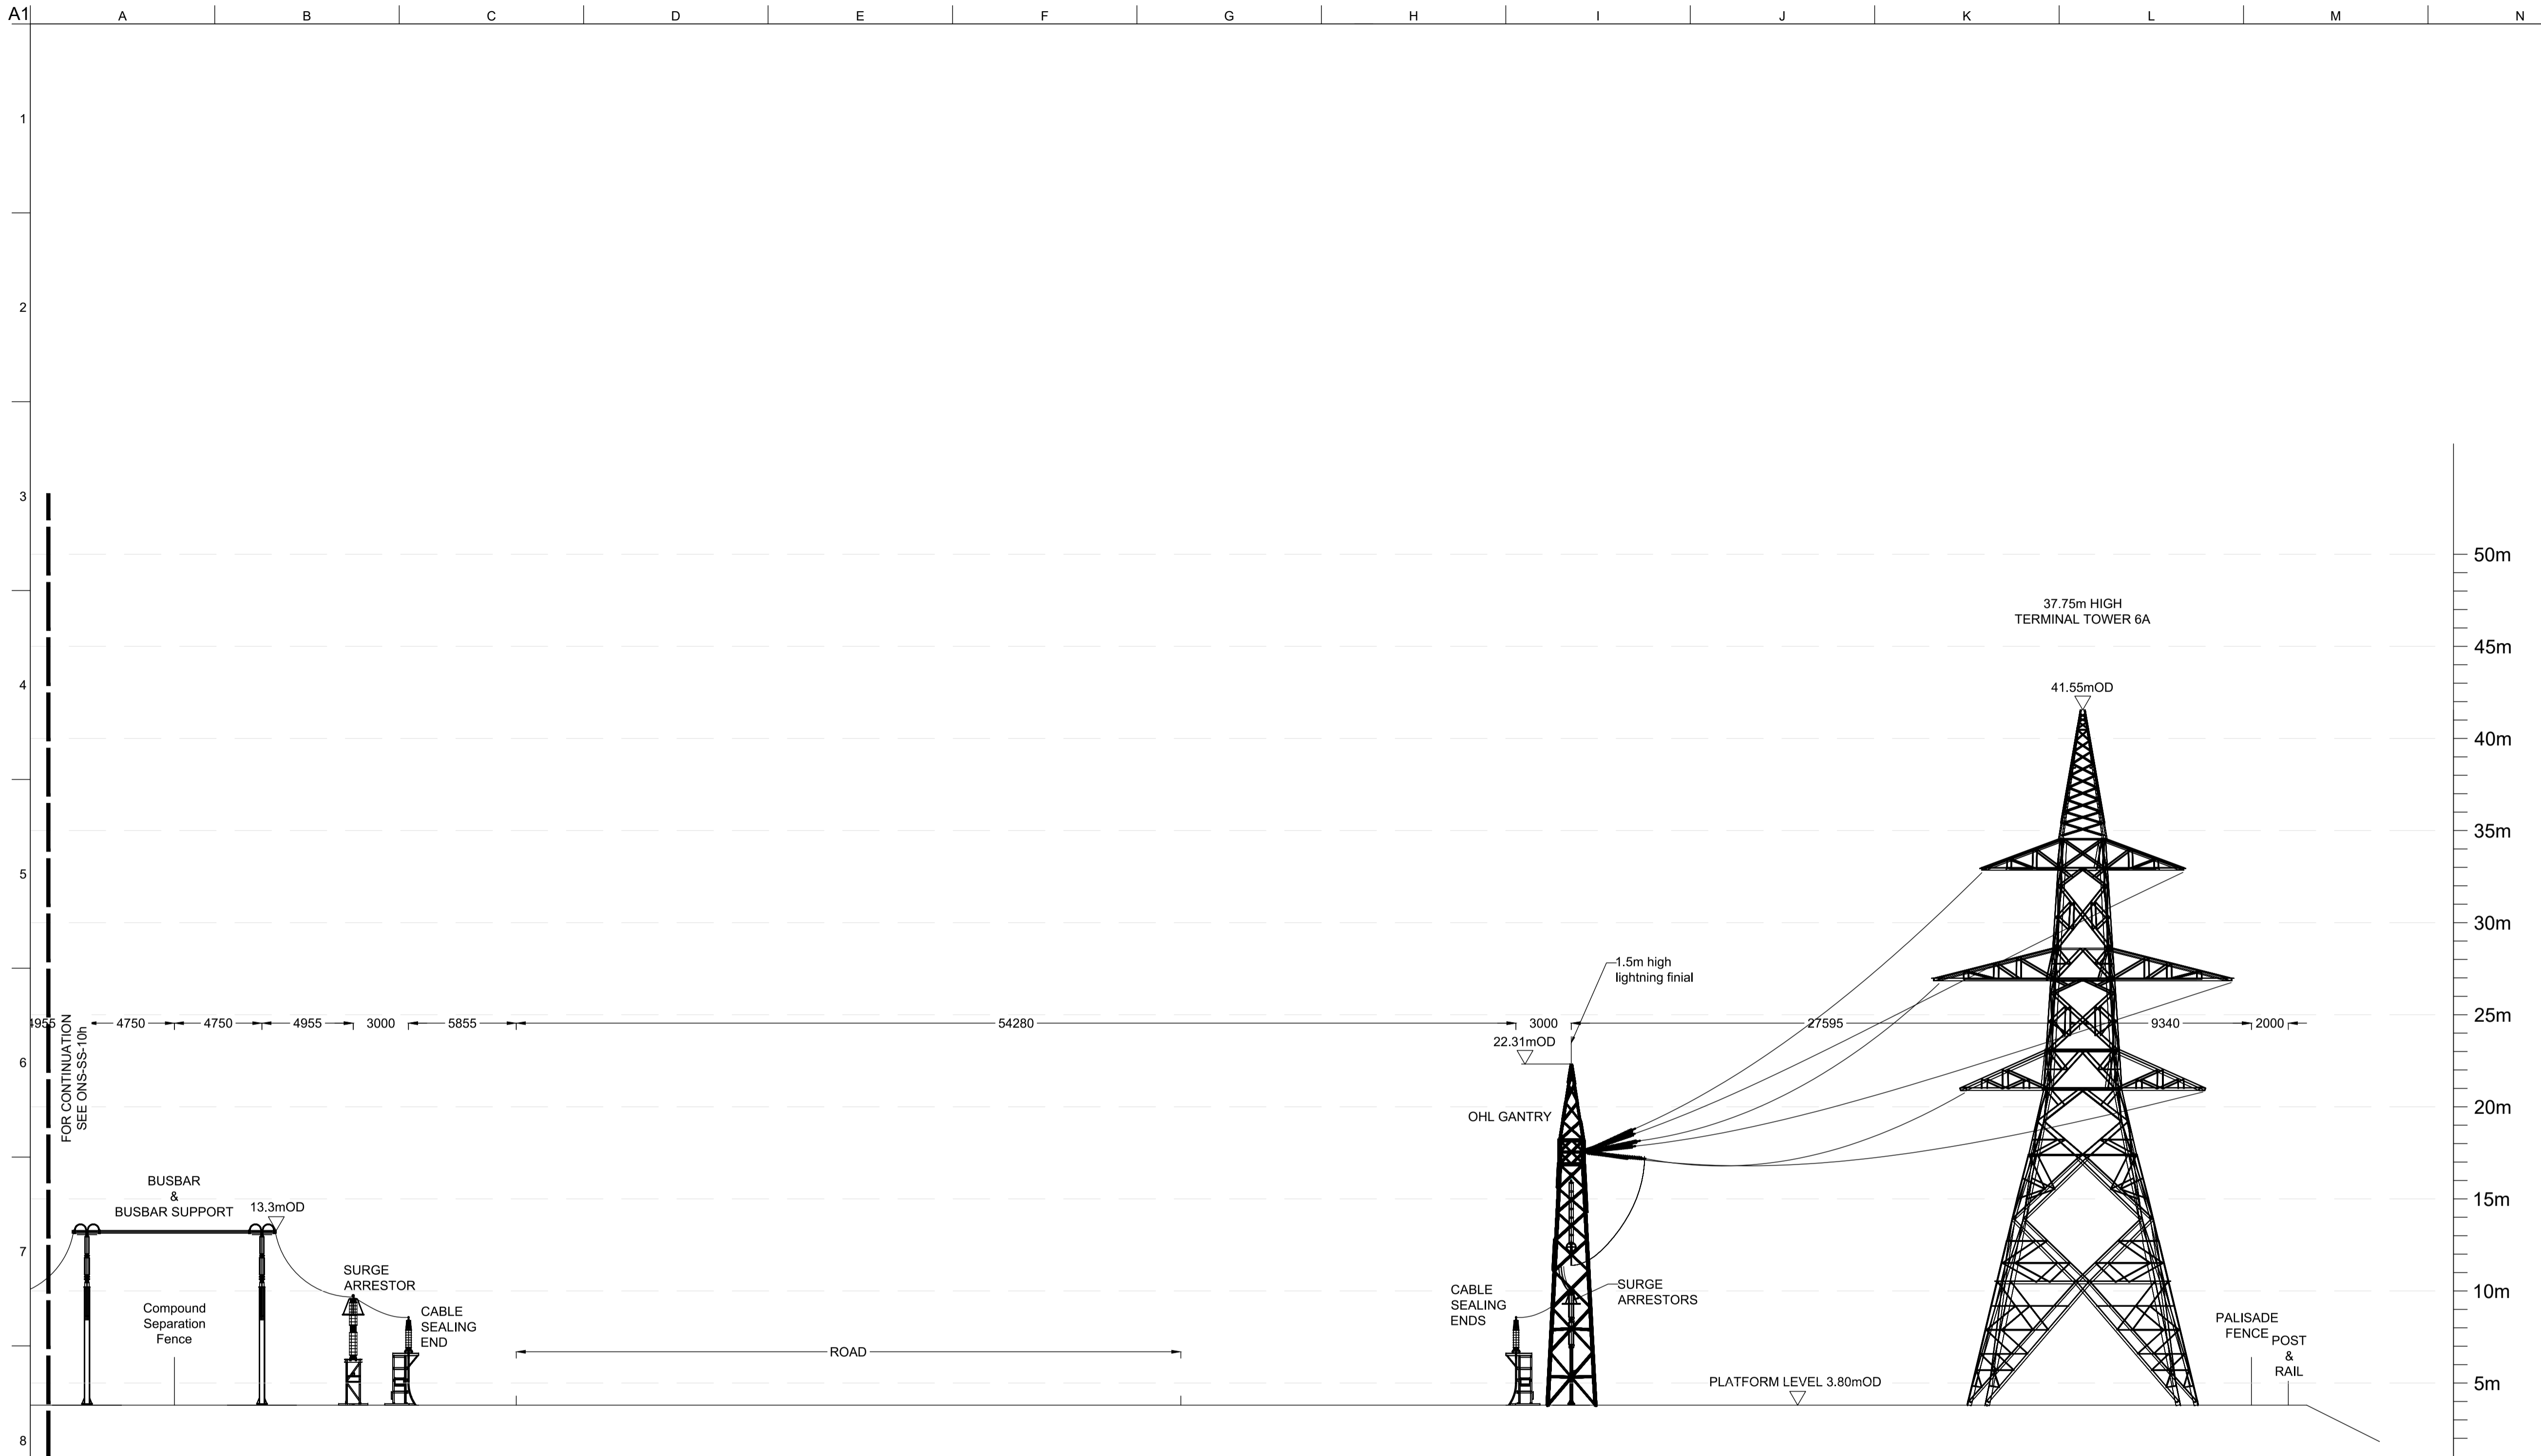 A1
A
B
C
D
E
F
G
H
I
J
K
L
M
N
1
2
3
4
5
6
7
8
50m
45m
40m
35m
30m
25m
20m
15m
10m
5m
37.75m HIGH
TERMINAL TOWER 6A
41.55mOD
1.5m high
lightning finial
4955
4750
4750
4955
3000
5855
54280
3000
27595
9340
2000
22.31mOD
FOR CONTINUATION
SEE ONS-SS-10h
OHL GANTRY
BUSBAR
&
BUSBAR SUPPORT
13.3mOD
SURGE
ARRESTOR
Compound
Separation
Fence
CABLE
SEALING
END
ROAD
CABLE
SEALING
ENDS
SURGE
ARRESTORS
PLATFORM LEVEL 3.80mOD
PALISADE
FENCE
POST
&
RAIL